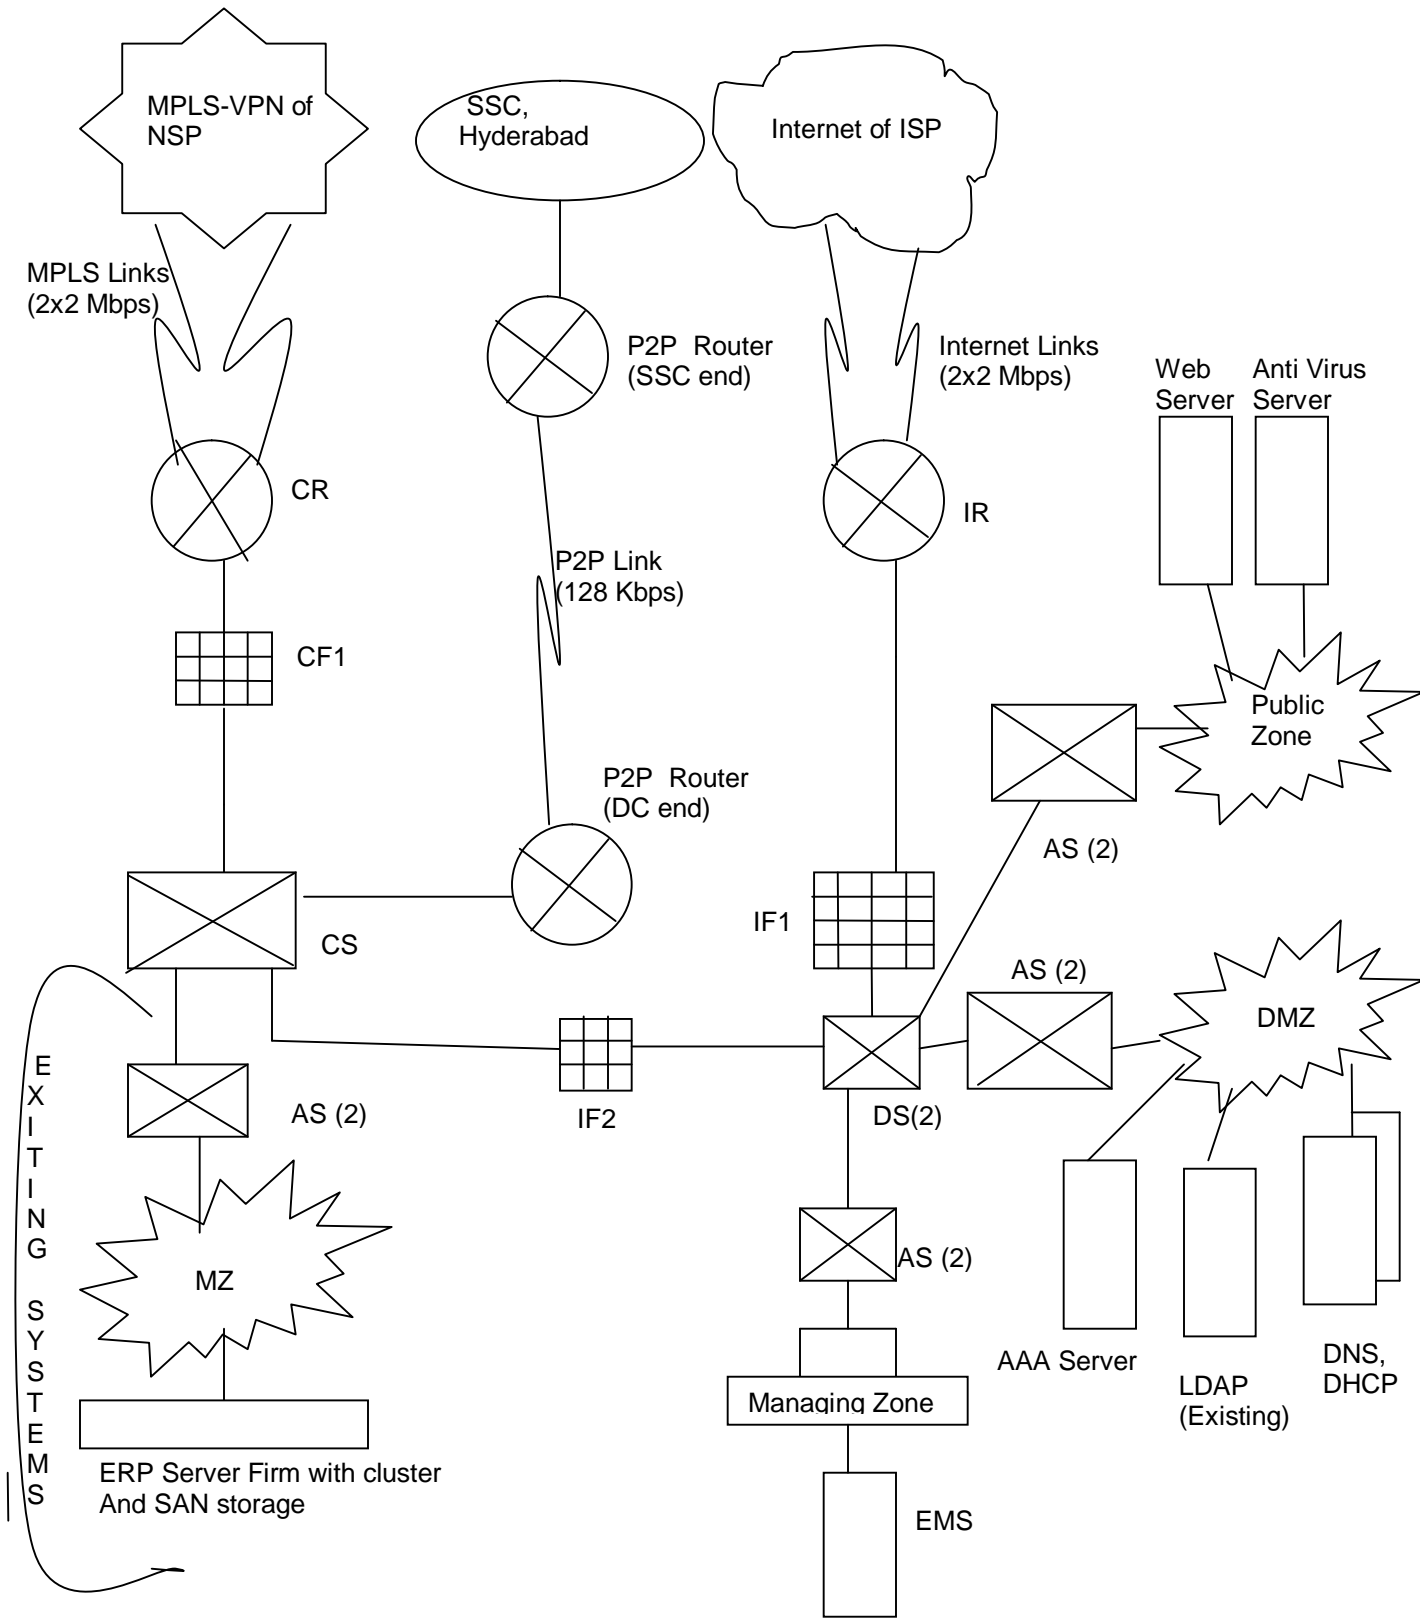 MPLS-VPN of
NSP
SSC,
Hyderabad
Internet of ISP
MPLS Links
(2x2 Mbps)
P2P Router
(SSC end)
Internet Links
(2x2 Mbps)
Web
Server
Anti Virus
Server
CR
IR
P2P Link
(128 Kbps)
CF1
Public
Zone
P2P Router
(DC end)
AS (2)
IF1
CS
AS (2)
DMZ
EXITING SYSTEMS
AS (2)
IF2
DS(2)
AS (2)
MZ
AAA Server
LDAP
(Existing)
DNS,
DHCP
Managing Zone
ERP Server Firm with cluster
And SAN storage
EMS